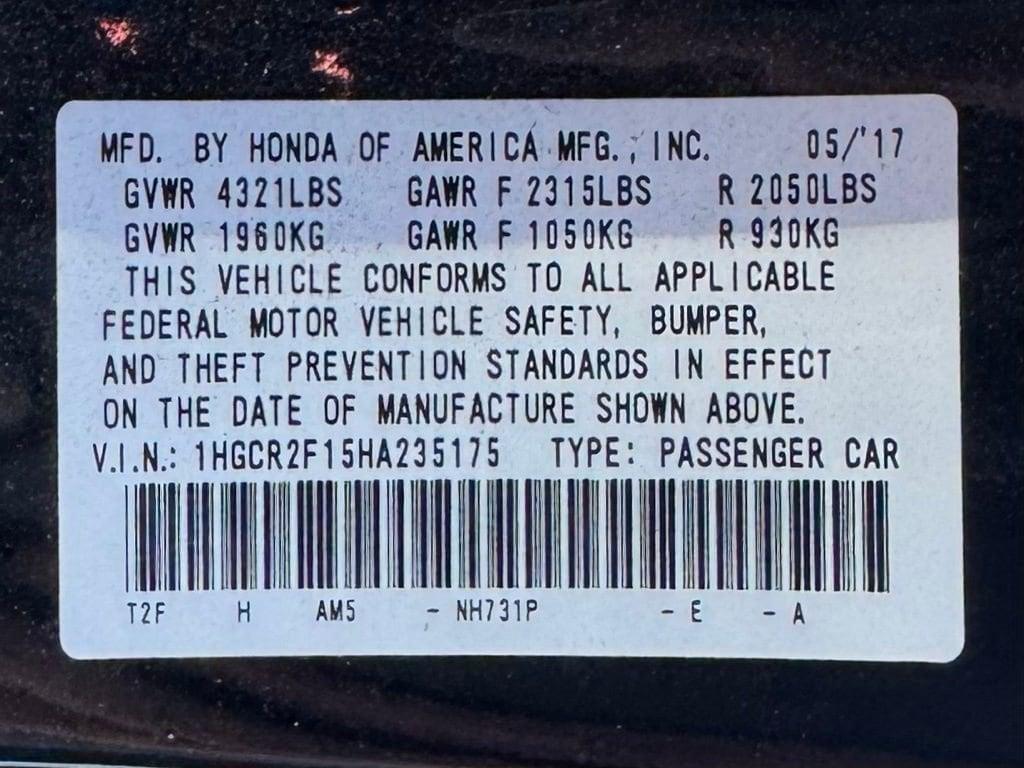 MFD. BY HONDA OF AMERICA MFG., INC. 05/'17
GVWR 4321LBS GAWR F 2315LBS R 2050LBS
GVWR 1960KG GAWR F 1050KG R 930KG
THIS VEHICLE CONFORMS TO ALL APPLICABLE
FEDERAL MOTOR VEHICLE SAFETY, BUMPER,
AND THEFT PREVENTION STANDARDS IN EFFECT
ON THE DATE OF MANUFACTURE SHOWN ABOVE.
V.I.N.: 1HGCR2F15HA235175 TYPE: PASSENGER CAR
T2F H AM5 - NH731P - E - A